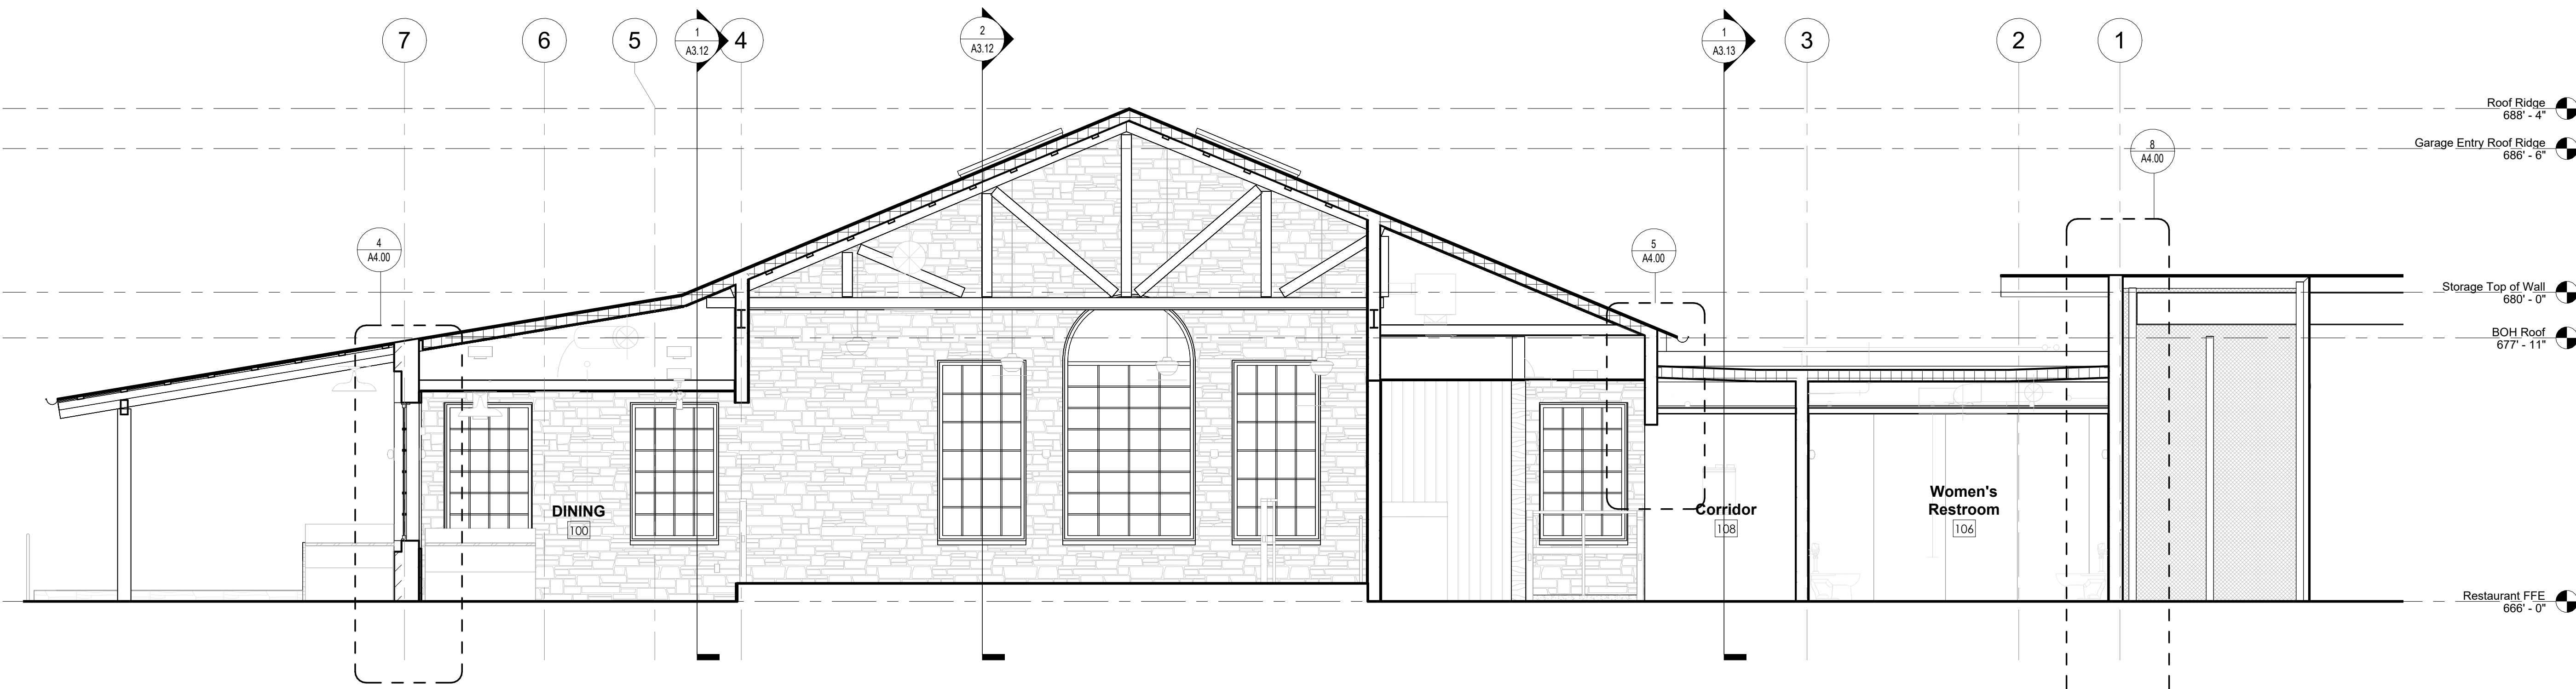 7
6
5
1
A3.12
4
2
A3.12
1
A3.13
3
2
1
Roof Ridge
688' - 4"
Garage Entry Roof Ridge
686' - 6"
8
A4.00
4
A4.00
5
A4.00
Storage Top of Wall
680' - 0"
BOH Roof
677' - 11"
DINING
100
Corridor
108
Women's
Restroom
106
Restaurant FFE
666' - 0"